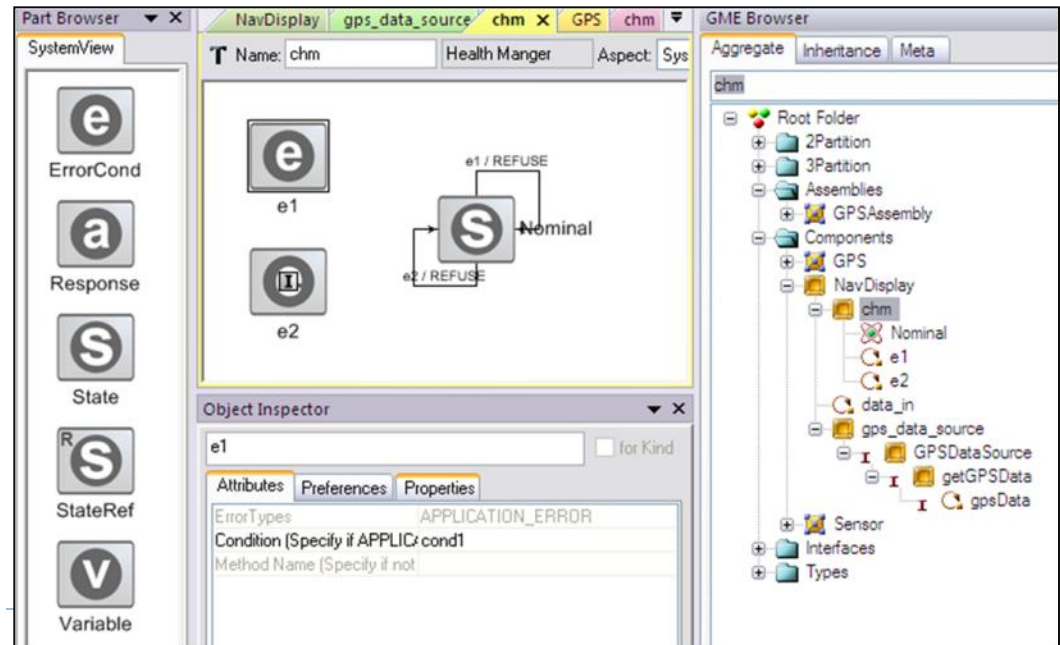 Part Browser
SystemView
e
ErrorCond
a
Response
S
State
R
S
StateRef
V
Variable
NavDisplay gps_data_source chm GPS chm
Name: chm Health Manger Aspect: Sys
e
e1
I
e2
e1 / REFUSE
S Nominal
e2 / REFUSE
Object Inspector
e1 for Kind
Attributes Preferences Properties
ErrorTypes APPLICATION_ERROR
Condition (Specify if APPLIC cond1
Method Name (Specify if not
GME Browser
Aggregate Inheritance Meta
chm
Root Folder
2Partition
3Partition
Assemblies
GPSAssembly
Components
GPS
NavDisplay
chm
Nominal
e1
e2
data_in
gps_data_source
I GPSDataSource
I getGPSData
I gpsData
Sensor
Interfaces
Types